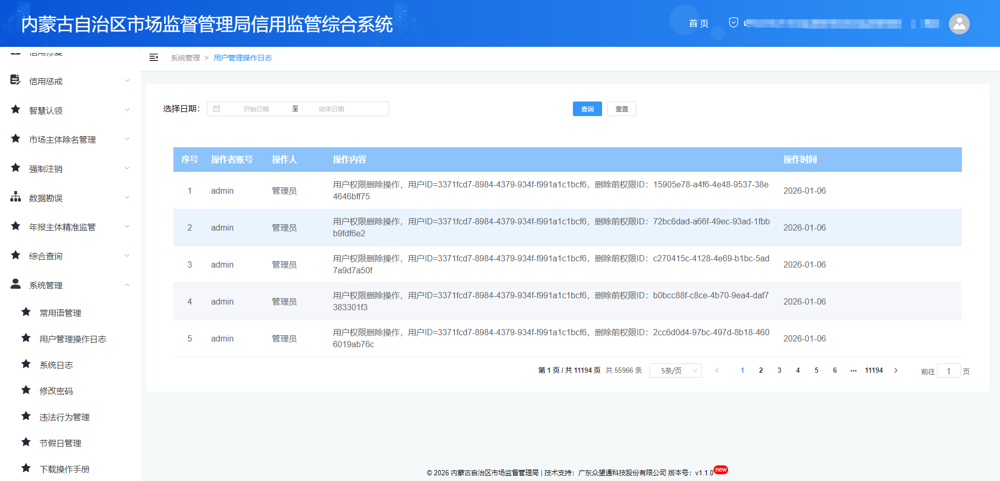 内蒙古自治区市场监督管理局信用监管综合系统
首页
信用修复
信用惩戒
智慧认领
市场主体除名管理
强制注销
数据勘误
年报主体精准监管
综合查询
系统管理
常用语管理
用户管理操作日志
系统日志
修改密码
违法行为管理
节假日管理
下载操作手册
系统管理 > 用户管理操作日志
选择日期： 开始日期 至 结束日期 查询 重置
序号 操作者账号 操作人 操作内容 操作时间
1 admin 管理员 用户权限删除操作，用户ID=3371fcd7-8984-4379-934f-f991a1c1bcf6，删除前权限ID：15905e78-a4f6-4e48-9537-38e
4646bff75 2026-01-06
2 admin 管理员 用户权限删除操作，用户ID=3371fcd7-8984-4379-934f-f991a1c1bcf6，删除前权限ID：72bc6dad-a66f-49ec-93ad-1fbb
b9fdf6e2 2026-01-06
3 admin 管理员 用户权限删除操作，用户ID=3371fcd7-8984-4379-934f-f991a1c1bcf6，删除前权限ID：c270415c-4128-4e69-b1bc-5ad
7a9d7a50f 2026-01-06
4 admin 管理员 用户权限删除操作，用户ID=3371fcd7-8984-4379-934f-f991a1c1bcf6，删除前权限ID：b0bcc88f-c8ce-4b70-9ea4-daf7
383301f3 2026-01-06
5 admin 管理员 用户权限删除操作，用户ID=3371fcd7-8984-4379-934f-f991a1c1bcf6，删除前权限ID：2cc6d0d4-97bc-497d-8b18-460
6019ab76c 2026-01-06
第 1 页 / 共 11194 页 共 55966 条 5条/页 1 2 3 4 5 6 ... 11194 前往 1 页
© 2026 内蒙古自治区市场监督管理局 | 技术支持：广东众望通科技股份有限公司 版本号：v1.1.0 new